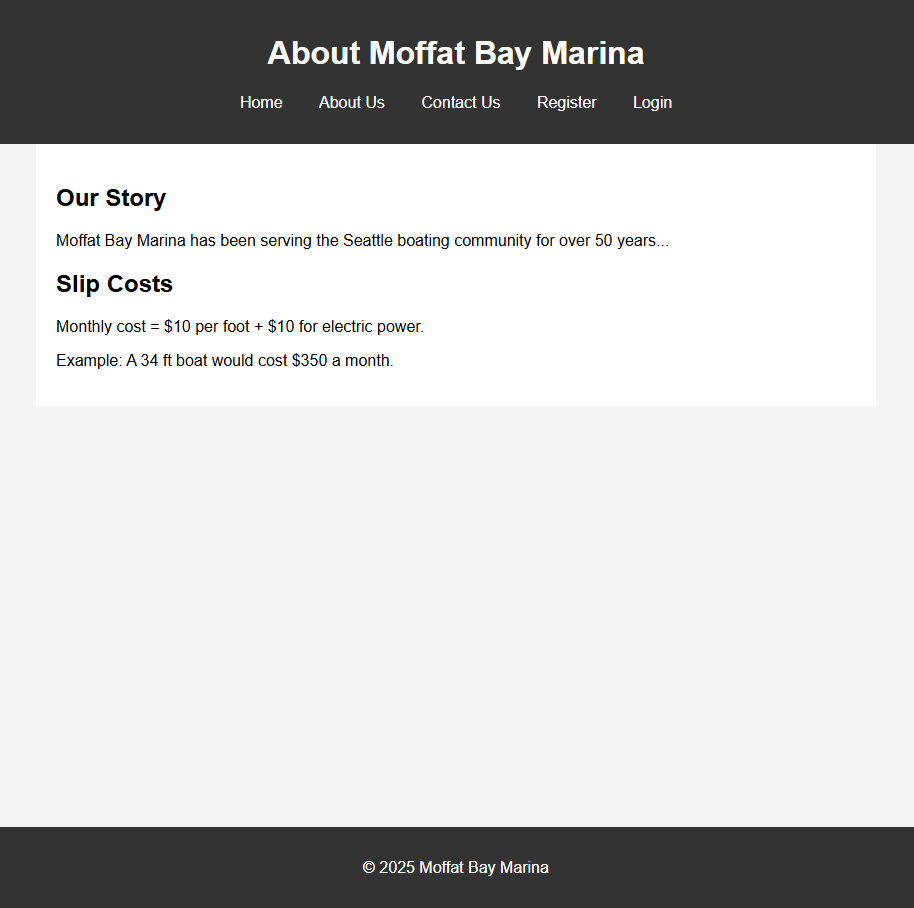 About Moffat Bay Marina
Home About Us Contact Us Register Login
Our Story
Moffat Bay Marina has been serving the Seattle boating community for over 50 years...
Slip Costs
Monthly cost = $10 per foot + $10 for electric power.
Example: A 34 ft boat would cost $350 a month.
© 2025 Moffat Bay Marina